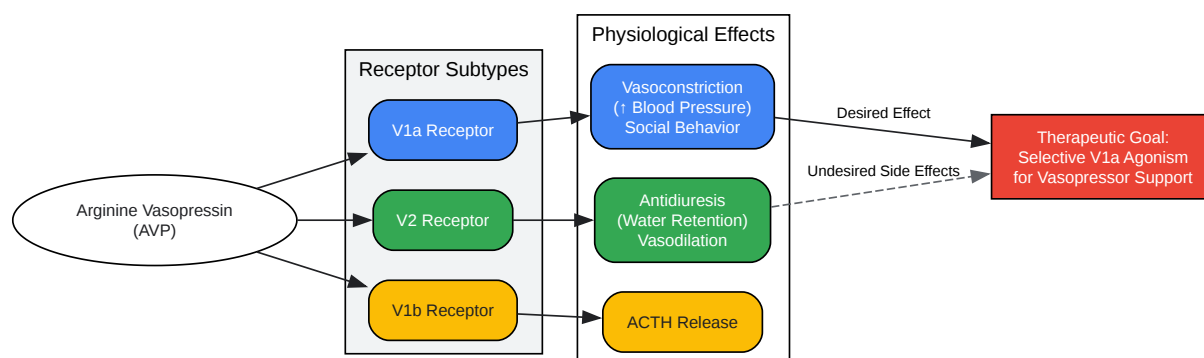 Physiological Effects
Receptor Subtypes
Vasoconstriction
(↑ Blood Pressure)
Social Behavior
Desired Effect
V1a Receptor
Therapeutic Goal:
Selective V1a Agonism
for Vasopressor Support
Undesired Side Effects
Arginine Vasopressin
(AVP)
V2 Receptor
Antidiuresis
(Water Retention)
Vasodilation
V1b Receptor
ACTH Release